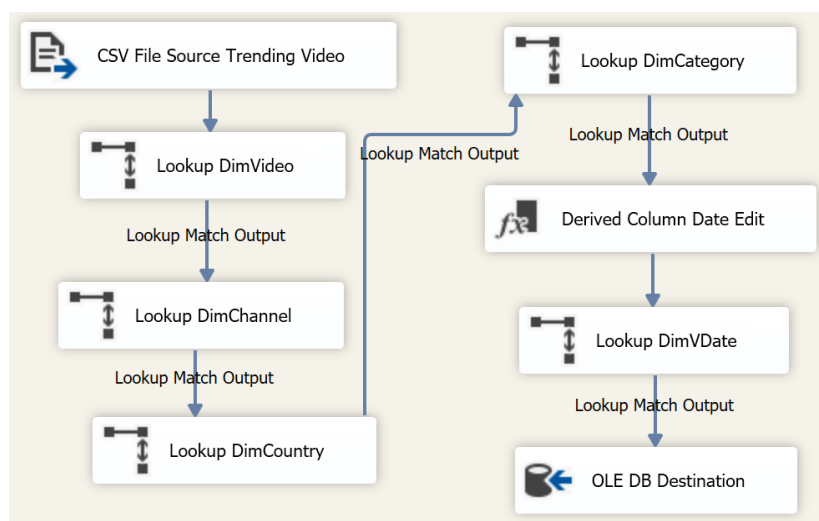 CSV File Source Trending Video
Lookup DimVideo
Lookup Match Output
Lookup DimChannel
Lookup Match Output
Lookup DimCountry
Lookup Match Output
Lookup DimCategory
Lookup Match Output
fx
Derived Column Date Edit
Lookup DimVDate
Lookup Match Output
OLE DB Destination